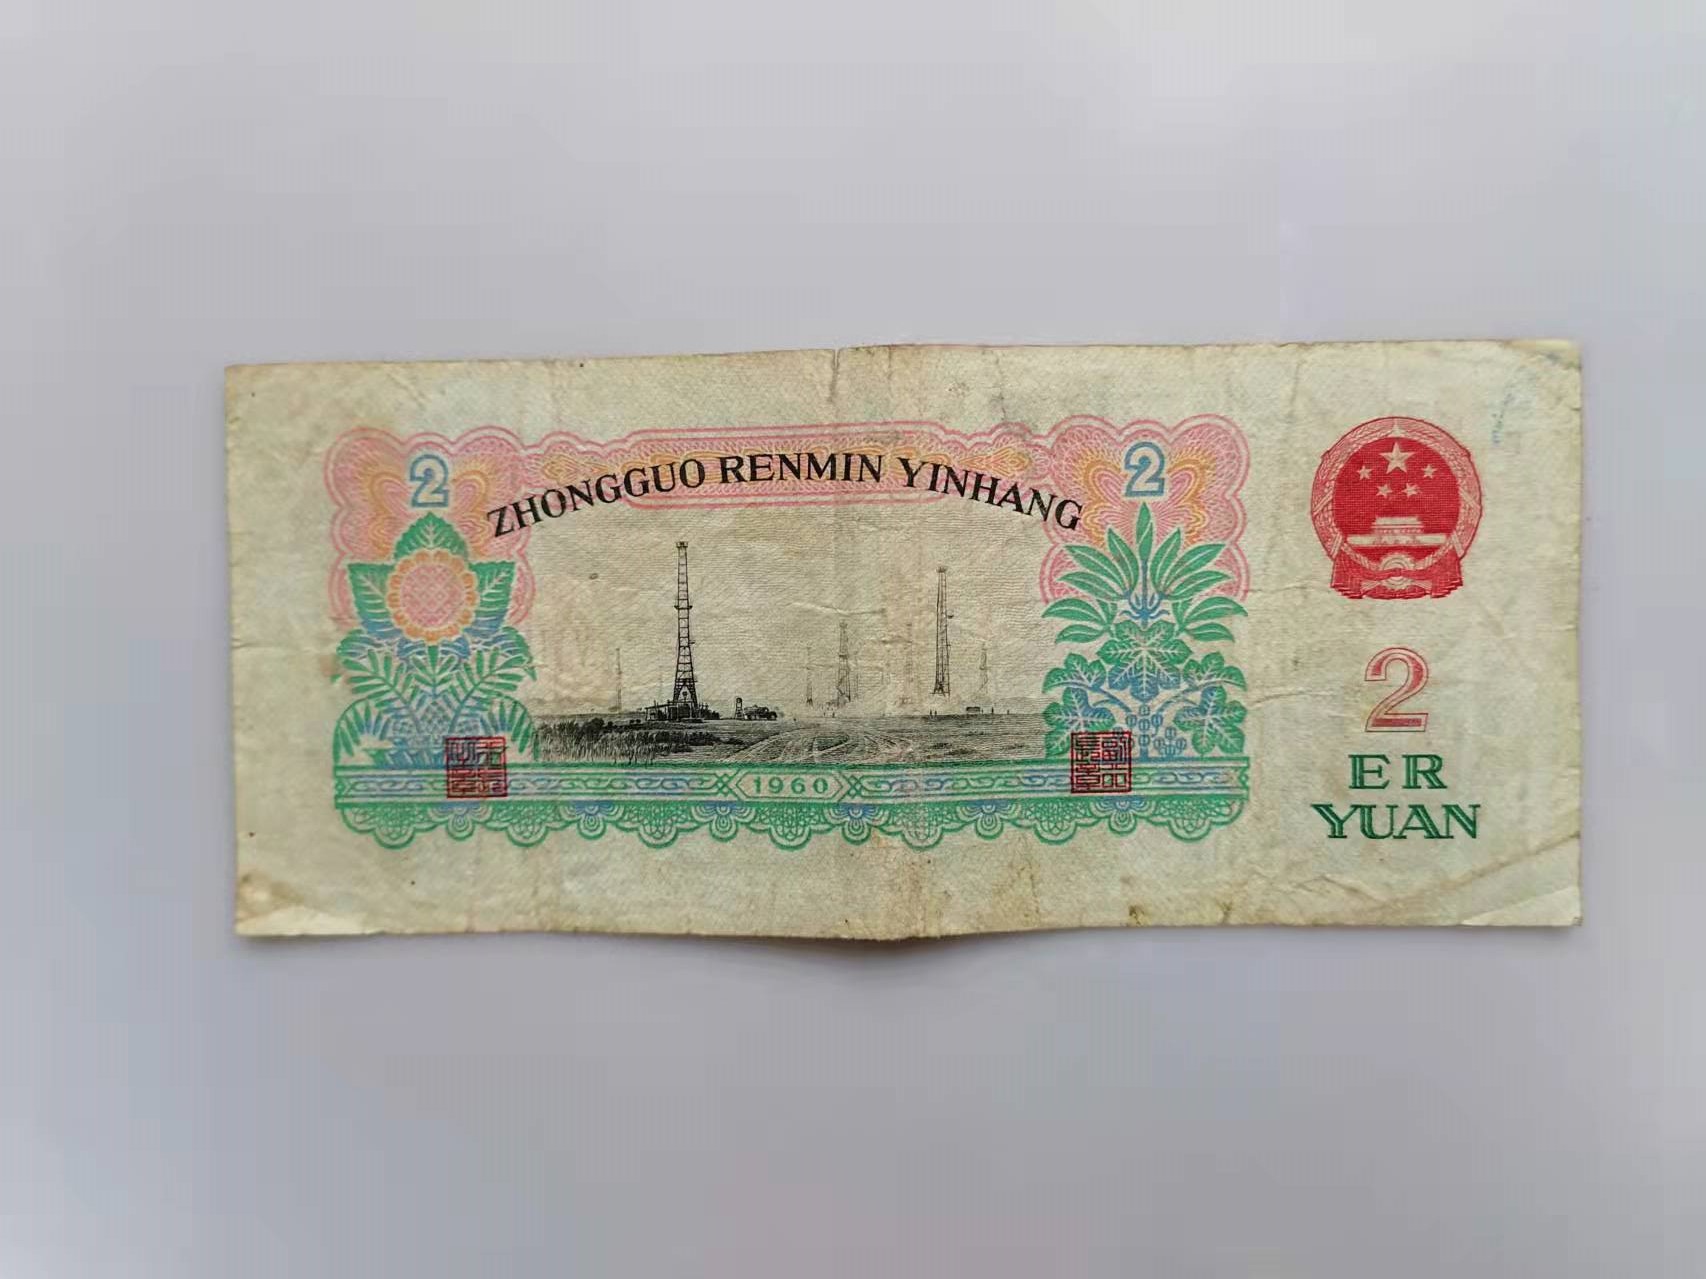 2
2
ZHONGGUO RENMIN YINHANG
2
ER
YUAN
1960